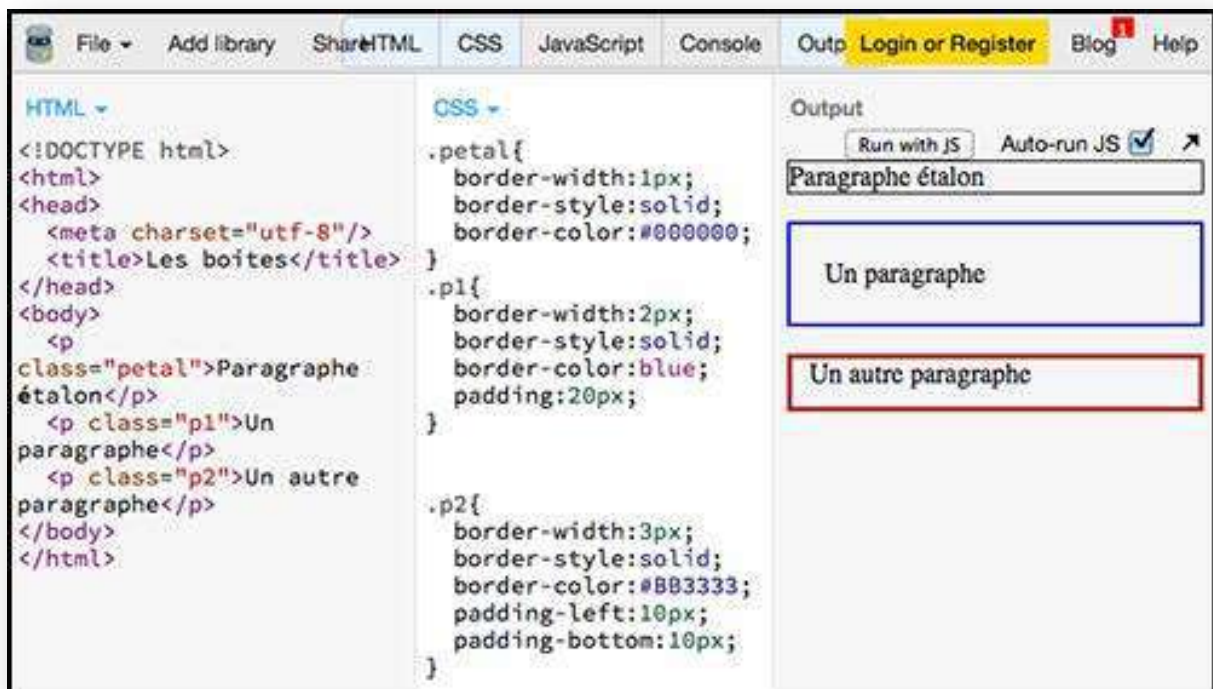 File Add library Share HTML CSS JavaScript Console Outp Login or Register Blog 1 Help
HTML
<!DOCTYPE html>
<html>
<head>
<meta charset="utf-8"/>
<title>Les boites</title>
</head>
<body>
<p
class="petal">Paragraphe
étalon</p>
<p class="p1">Un
paragraphe</p>
<p class="p2">Un autre
paragraphe</p>
</body>
</html>
CSS
.petal{
border-width:1px;
border-style:solid;
border-color:#000000;
}
.p1{
border-width:2px;
border-style:solid;
border-color:blue;
padding:20px;
}
.p2{
border-width:3px;
border-style:solid;
border-color:#BB3333;
padding-left:10px;
padding-bottom:10px;
}
Output
Run with JS Auto-run JS
Paragraphe étalon
Un paragraphe
Un autre paragraphe